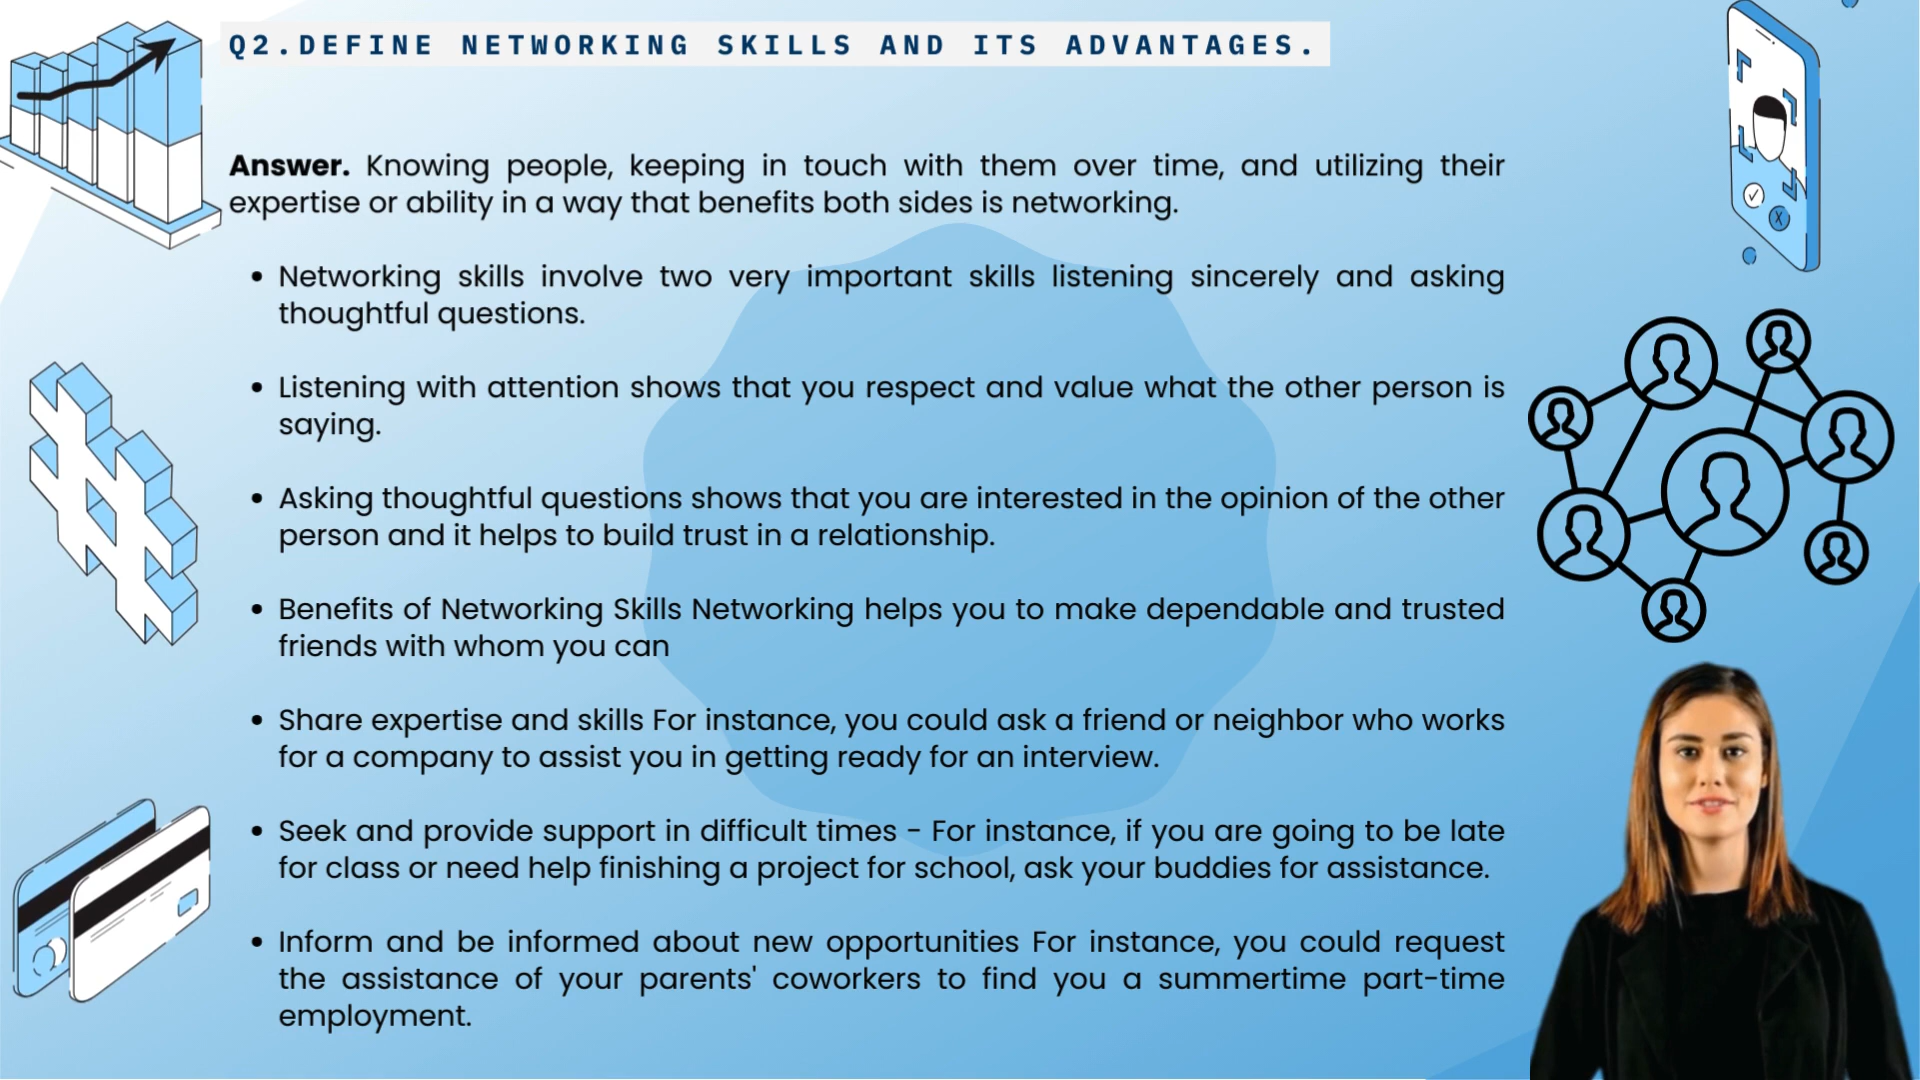 Q2.DEFINE NETWORKING SKILLS AND ITS ADVANTAGES.
Answer. Knowing people, keeping in touch with them over time, and utilizing their
expertise or ability in a way that benefits both sides is networking.
• Networking skills involve two very important skills listening sincerely and asking
thoughtful questions.
• Listening with attention shows that you respect and value what the other person is
saying.
• Asking thoughtful questions shows that you are interested in the opinion of the other
person and it helps to build trust in a relationship.
• Benefits of Networking Skills Networking helps you to make dependable and trusted
friends with whom you can
• Share expertise and skills For instance, you could ask a friend or neighbor who works
for a company to assist you in getting ready for an interview.
• Seek and provide support in difficult times - For instance, if you are going to be late
for class or need help finishing a project for school, ask your buddies for assistance.
• Inform and be informed about new opportunities For instance, you could request
the assistance of your parents' coworkers to find you a summertime part-time
employment.